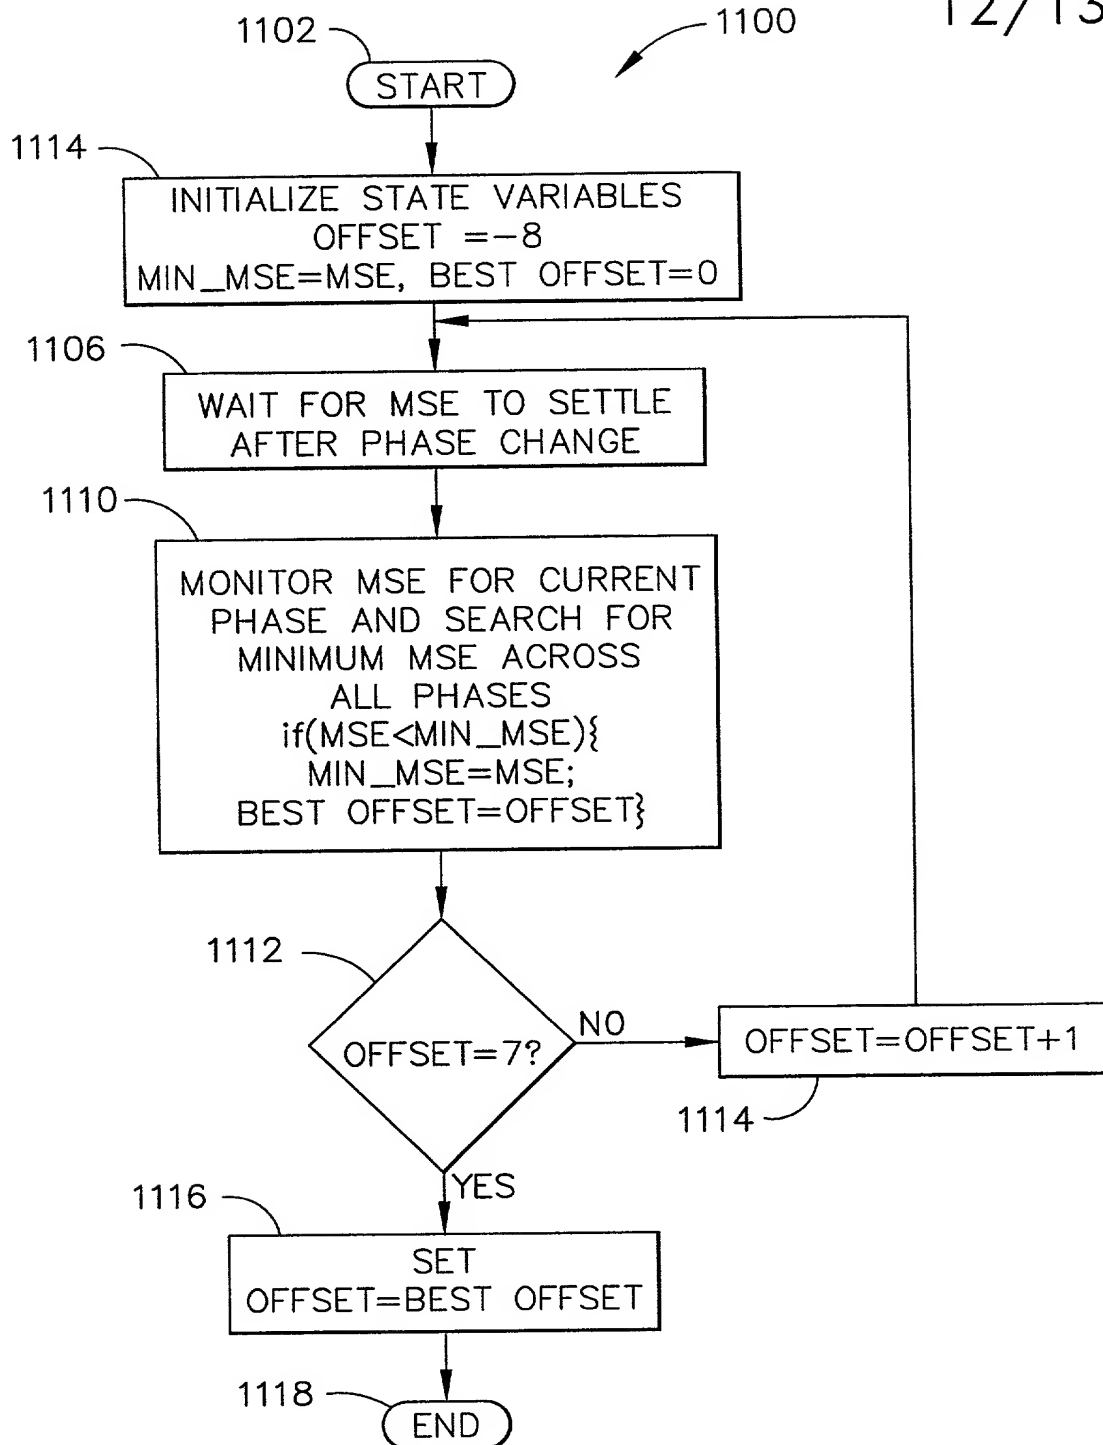 12/13
1102
1100
START
1114
INITIALIZE STATE VARIABLES
OFFSET =-8
MIN_MSE=MSE, BEST OFFSET=0
1106
WAIT FOR MSE TO SETTLE
AFTER PHASE CHANGE
1110
MONITOR MSE FOR CURRENT
PHASE AND SEARCH FOR
MINIMUM MSE ACROSS
ALL PHASES
if(MSE<MIN_MSE){
MIN_MSE=MSE;
BEST OFFSET=OFFSET}
1112
OFFSET=7?
NO
OFFSET=OFFSET+1
1114
YES
1116
SET
OFFSET=BEST OFFSET
1118
END